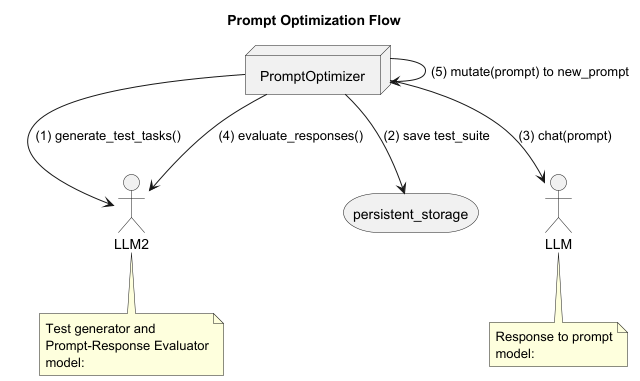 Prompt Optimization Flow
PromptOptimizer
(5) mutate(prompt) to new_prompt
(1) generate_test_tasks()
(4) evaluate_responses()
(2) save test_suite
(3) chat(prompt)
persistent_storage
LLM2
LLM
Test generator and
Prompt-Response Evaluator
model:
Response to prompt
model: